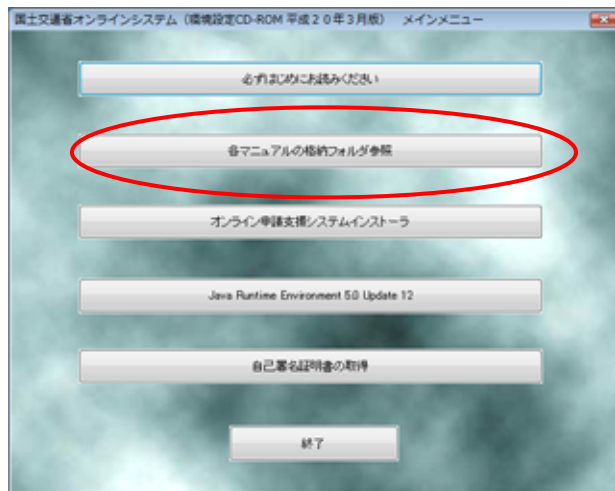 国土交通省オンラインシステム（環境設定CD-ROM 平成２０年３月版） メインメニュー
必ずはじめにお読みください
各マニュアルの格納フォルダ参照
オンライン申請支援システムインストーラ
Java Runtime Environment 5.0 Update 12
自己署名証明書の取得
終了